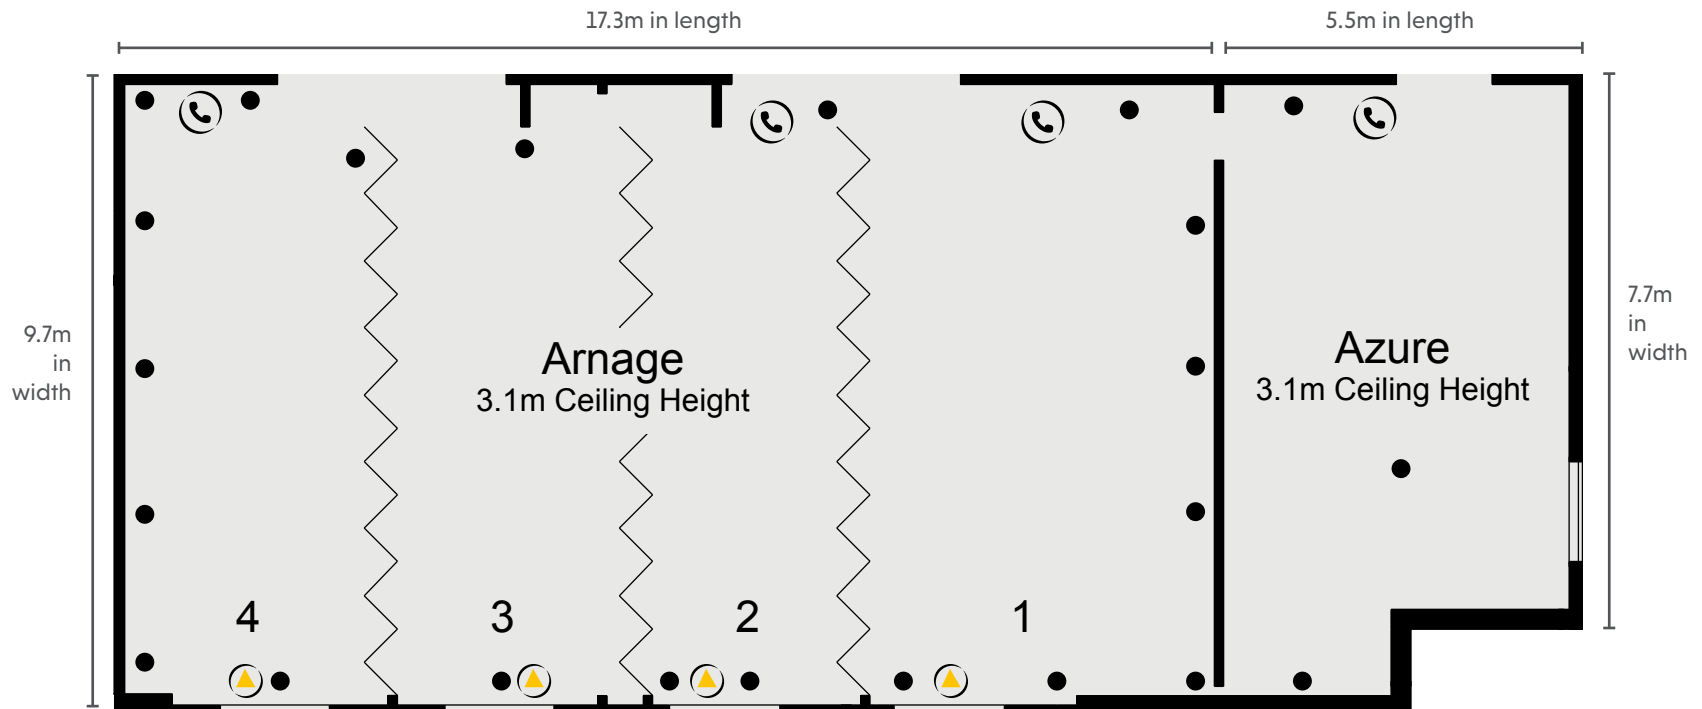 17.3m in length
5.5m in length
9.7m
in
width
7.7m
in
width
Arnage
3.1m Ceiling Height
Azure
3.1m Ceiling Height
4
3
2
1